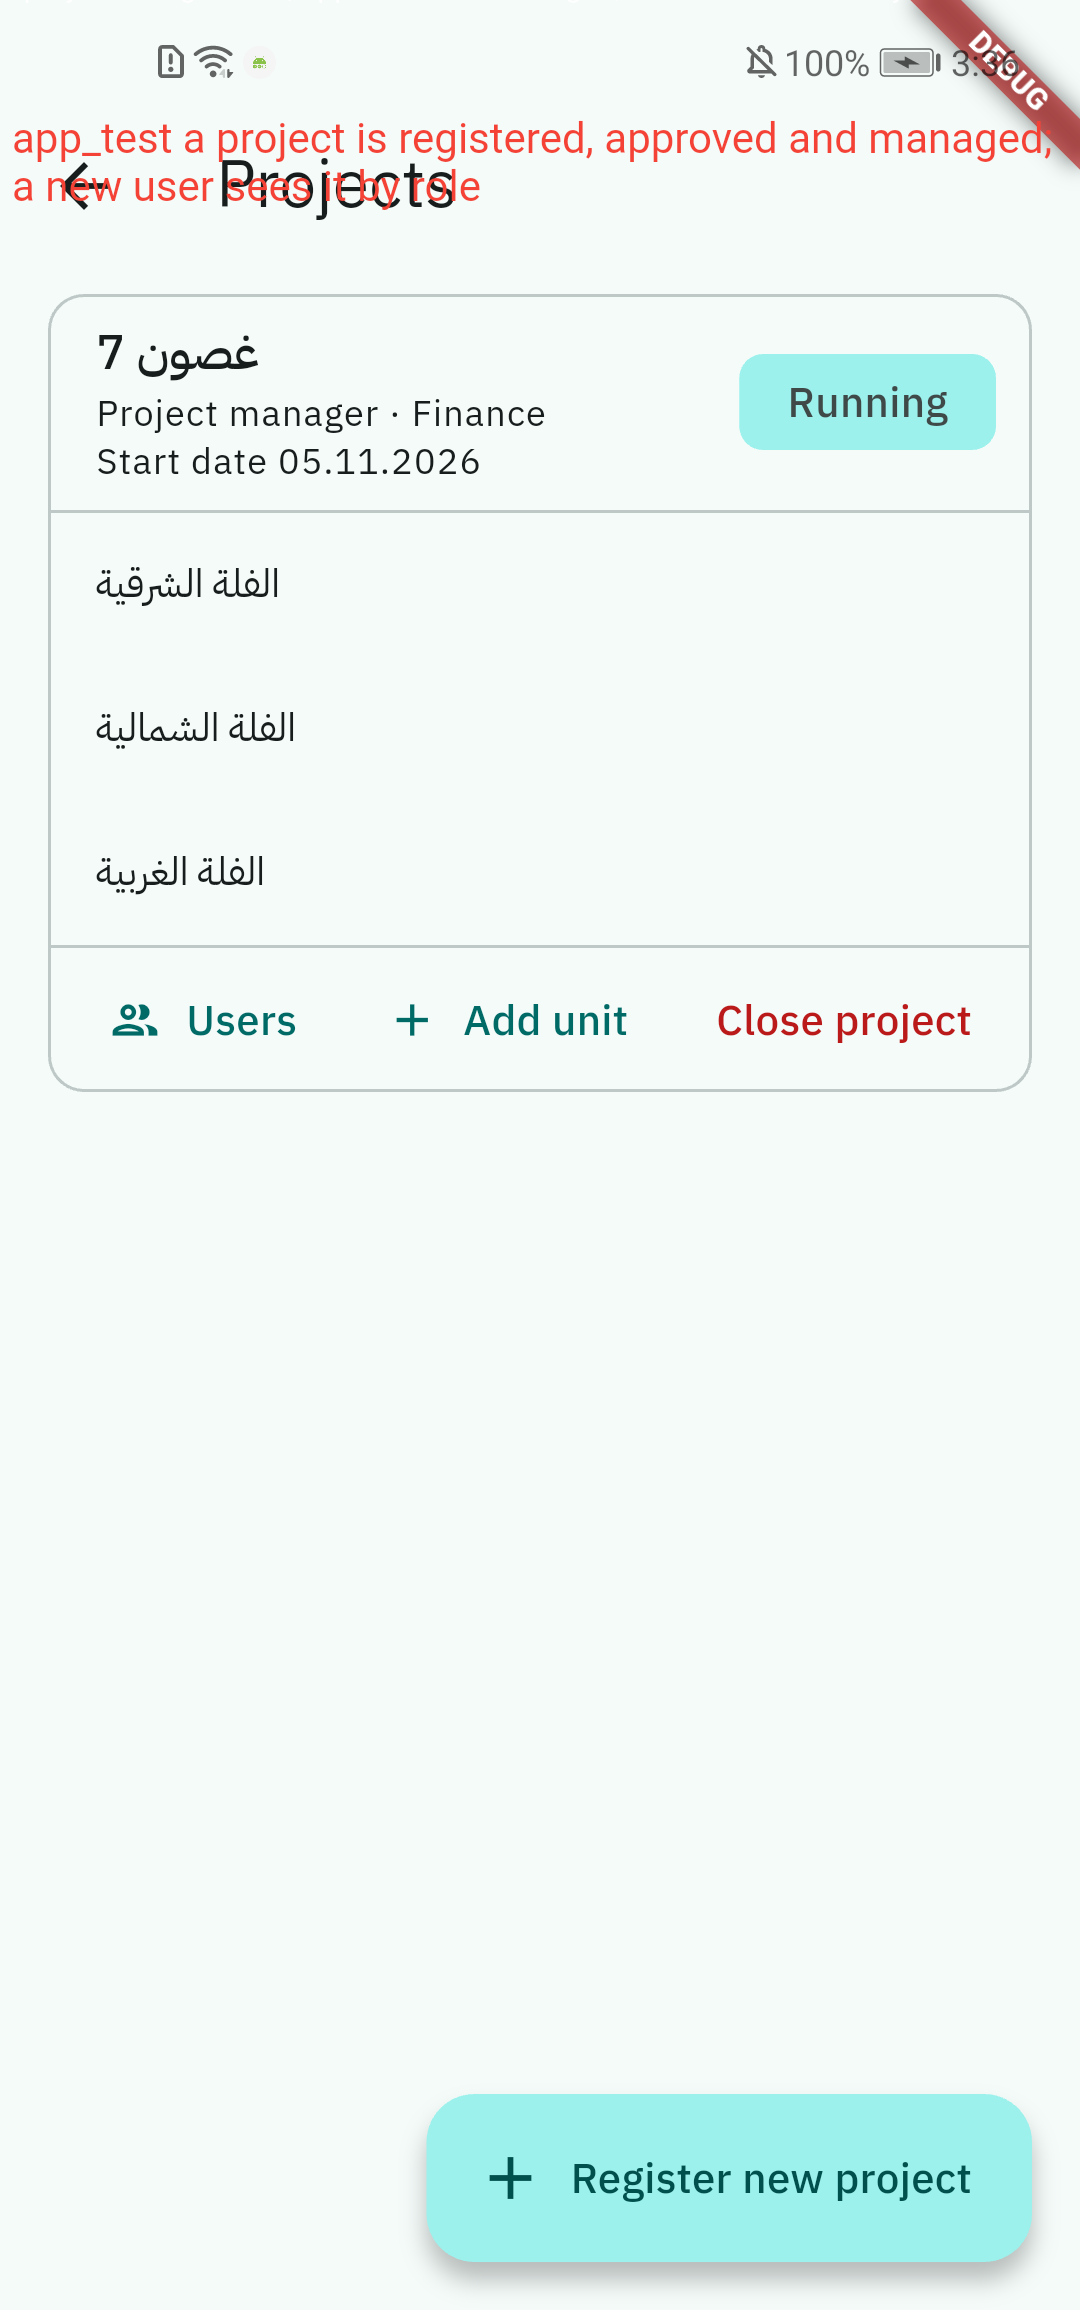 100%
DEBUG
app_test a project is registered, approved and managed;
a new user sees it by role
Projects
غصون 7
Project manager · Finance
Start date 05.11.2026
Running
الفلة الشرقية
الفلة الشمالية
الفلة الغربية
Users
Add unit
Close project
Register new project